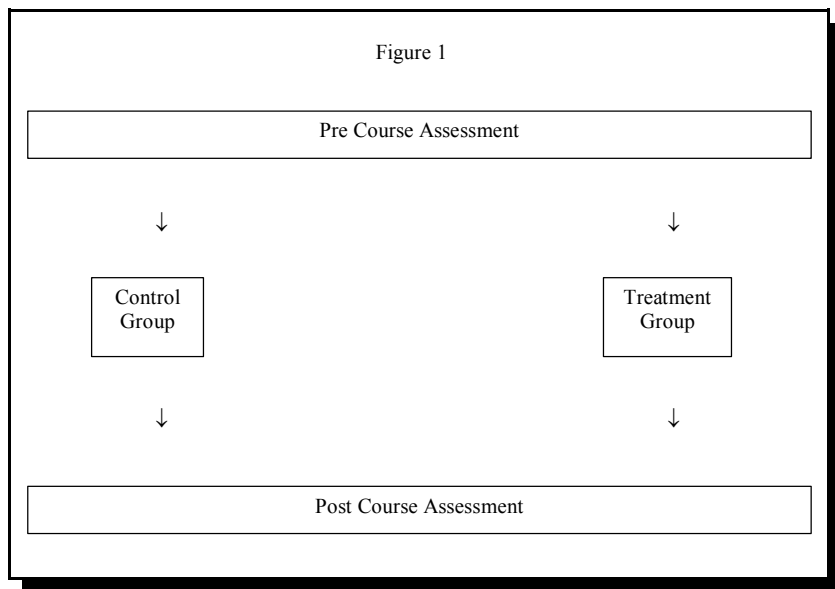 Figure 1
Pre Course Assessment
↓ ↓
Control Treatment
Group Group
↓ ↓
Post Course Assessment